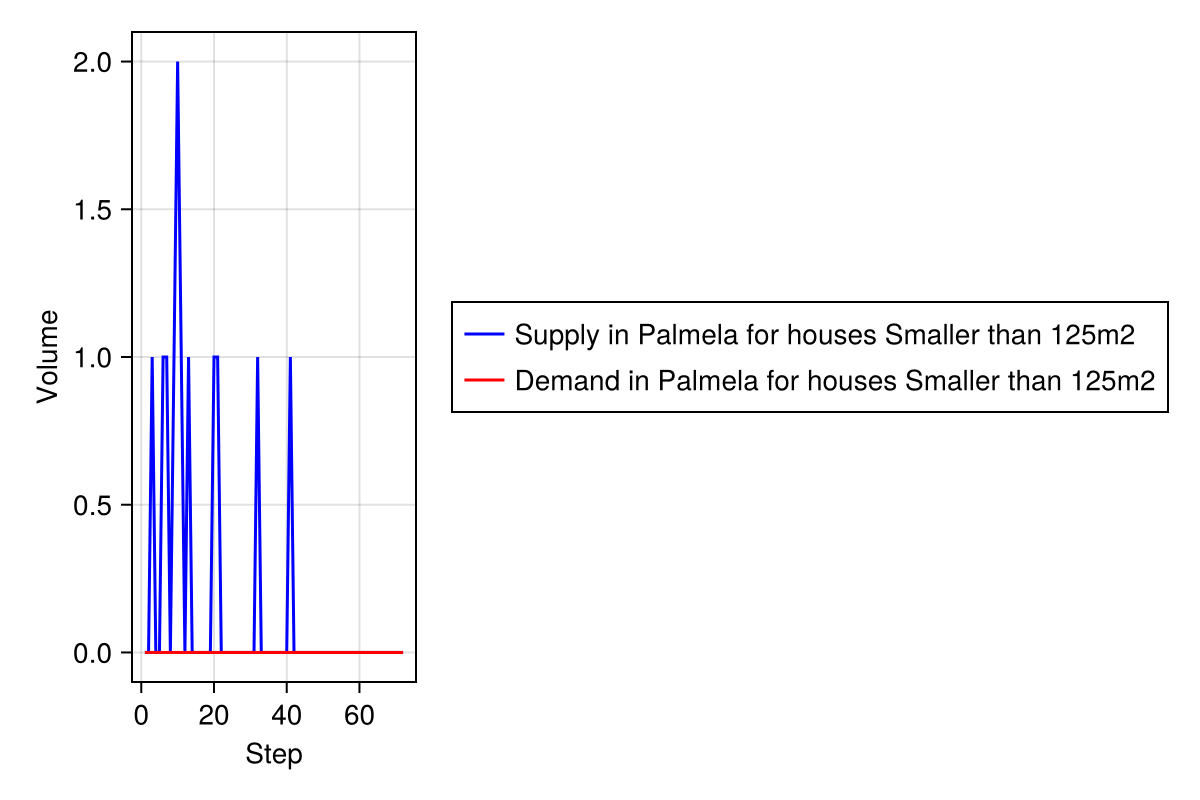 2.0
1.5
1.0
0.5
0.0
Volume
0 20 40 60
Step
Supply in Palmela for houses Smaller than 125m2
Demand in Palmela for houses Smaller than 125m2